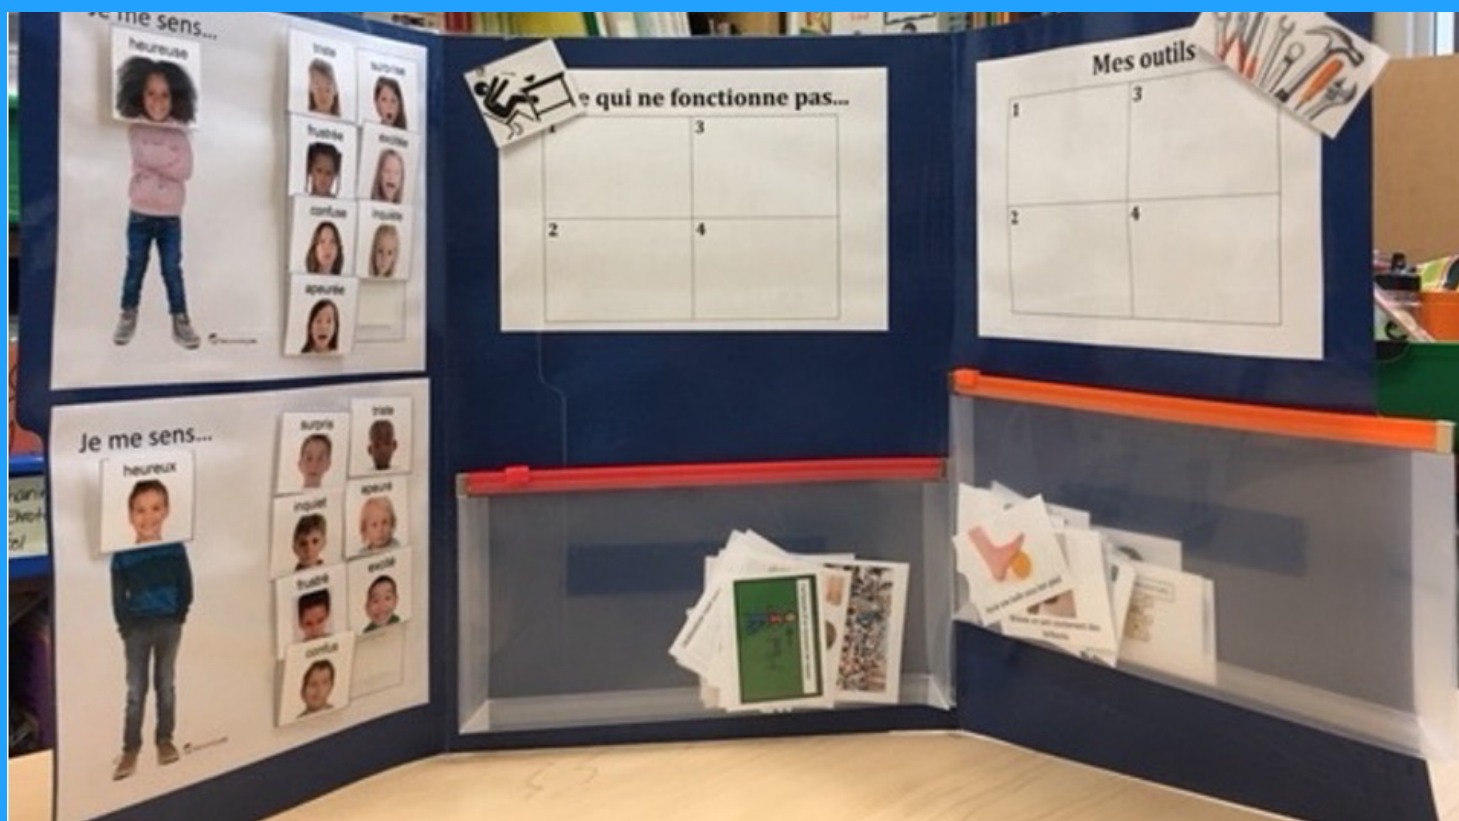 Je me sens...
heureuse
triste
surprise
frustrée
excitée
confuse
inquiète
apeurée
Je me sens...
heureux
surpris
triste
inquiet
apeuré
frustré
excité
confus
e qui ne fonctionne pas...
1
3
2
4
Mes outils
1
3
2
4